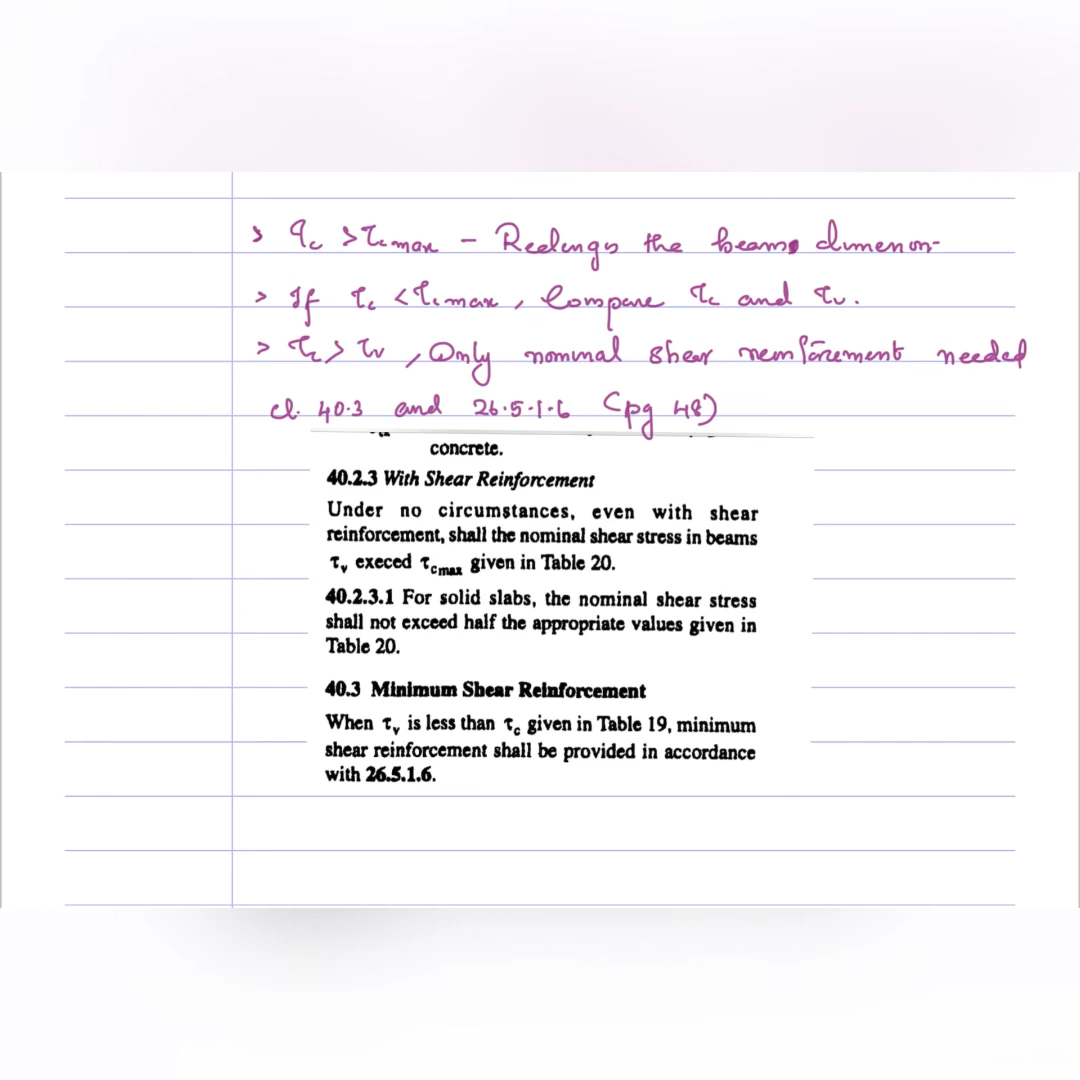 > τc > τcmax - Redesign the beams dimenon-
> If τc < τcmax, Compare τc and τv.
> τc > τv, Only nominal shear reinforcement needed
cl. 40.3 and 26.5.1.6 (pg 48)
concrete.
40.2.3 With Shear Reinforcement
Under no circumstances, even with shear
reinforcement, shall the nominal shear stress in beams
τv execed τcmax given in Table 20.
40.2.3.1 For solid slabs, the nominal shear stress
shall not exceed half the appropriate values given in
Table 20.
40.3 Minimum Shear Reinforcement
When τv is less than τc given in Table 19, minimum
shear reinforcement shall be provided in accordance
with 26.5.1.6.